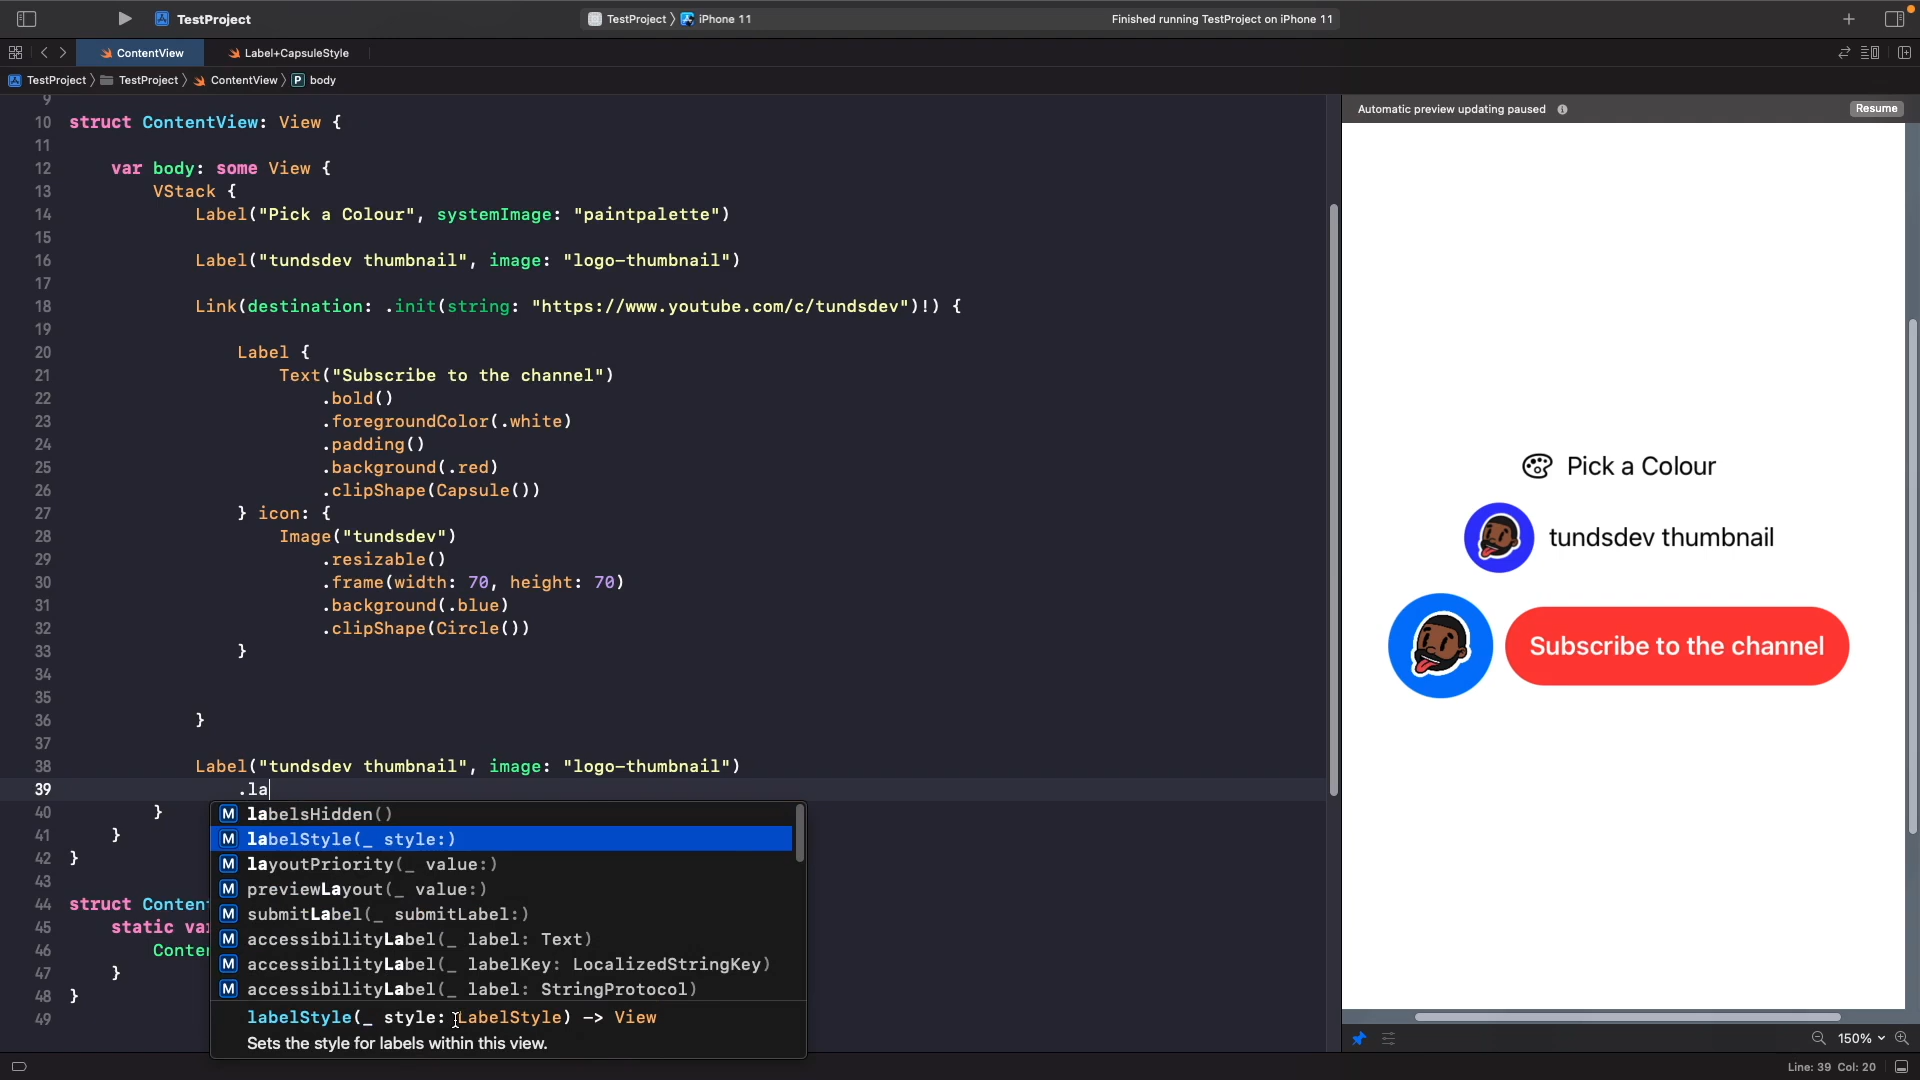 TestProject
TestProject 〉 iPhone 11
Finished running TestProject on iPhone 11
ContentView
Label+CapsuleStyle
TestProject 〉 TestProject 〉 ContentView 〉 P body
Automatic preview updating paused
Resume
9
10 struct ContentView: View {
11
12 var body: some View {
13 VStack {
14 Label("Pick a Colour", systemImage: "paintpalette")
15
16 Label("tundsdev thumbnail", image: "logo-thumbnail")
17
18 Link(destination: .init(string: "https://www.youtube.com/c/tundsdev")!) {
19
20 Label {
21 Text("Subscribe to the channel")
22 .bold()
23 .foregroundColor(.white)
24 .padding()
25 .background(.red)
26 .clipShape(Capsule())
27 } icon: {
28 Image("tundsdev")
29 .resizable()
30 .frame(width: 70, height: 70)
31 .background(.blue)
32 .clipShape(Circle())
33 }
34
35
36 }
37
38 Label("tundsdev thumbnail", image: "logo-thumbnail")
39 .la
40 }
41 }
42 }
43
44 struct Conten
45 static va
46 Conte
47 }
48 }
49
M labelsHidden()
M labelStyle(_ style:)
M layoutPriority(_ value:)
M previewLayout(_ value:)
M submitLabel(_ submitLabel:)
M accessibilityLabel(_ label: Text)
M accessibilityLabel(_ labelKey: LocalizedStringKey)
M accessibilityLabel(_ label: StringProtocol)
labelStyle(_ style: LabelStyle) -> View
Sets the style for labels within this view.
Pick a Colour
tundsdev thumbnail
Subscribe to the channel
150%
Line: 39 Col: 20